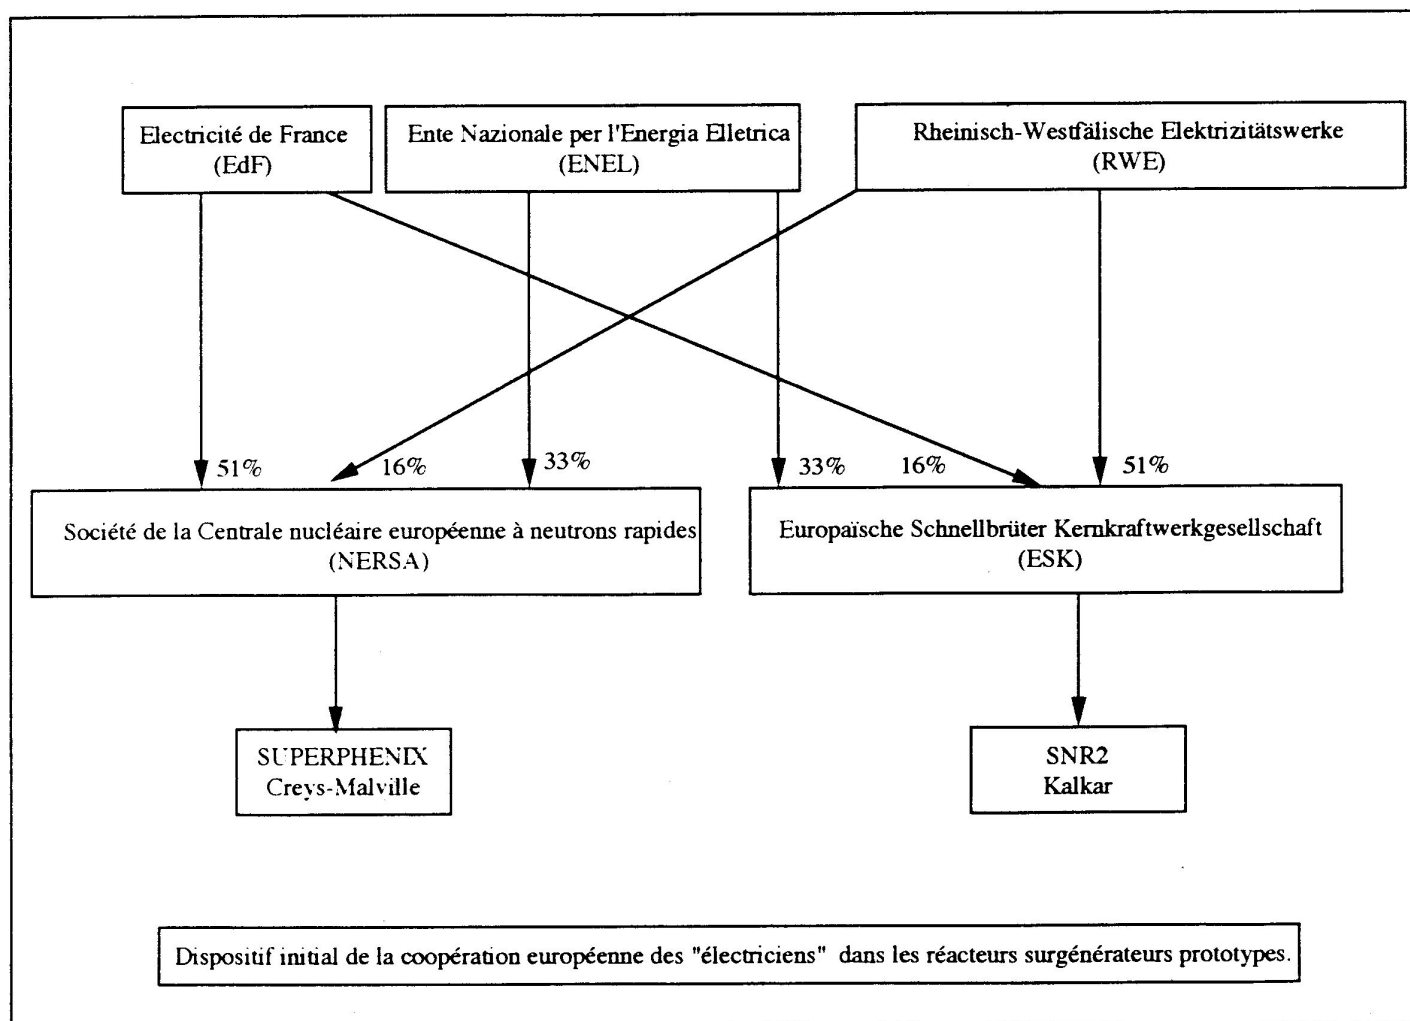 Electricité de France
(EdF)
Ente Nazionale per l'Energia Elletrica
(ENEL)
Rheinisch-Westfälische Elektrizitätswerke
(RWE)
51%
16%
33%
33%
16%
51%
Société de la Centrale nucléaire européenne à neutrons rapides
(NERSA)
Europaïsche Schnellbrüter Kernkraftwerkgesellschaft
(ESK)
SUPERPHENIX
Creys-Malville
SNR2
Kalkar
Dispositif initial de la coopération européenne des "électriciens" dans les réacteurs surgénérateurs prototypes.